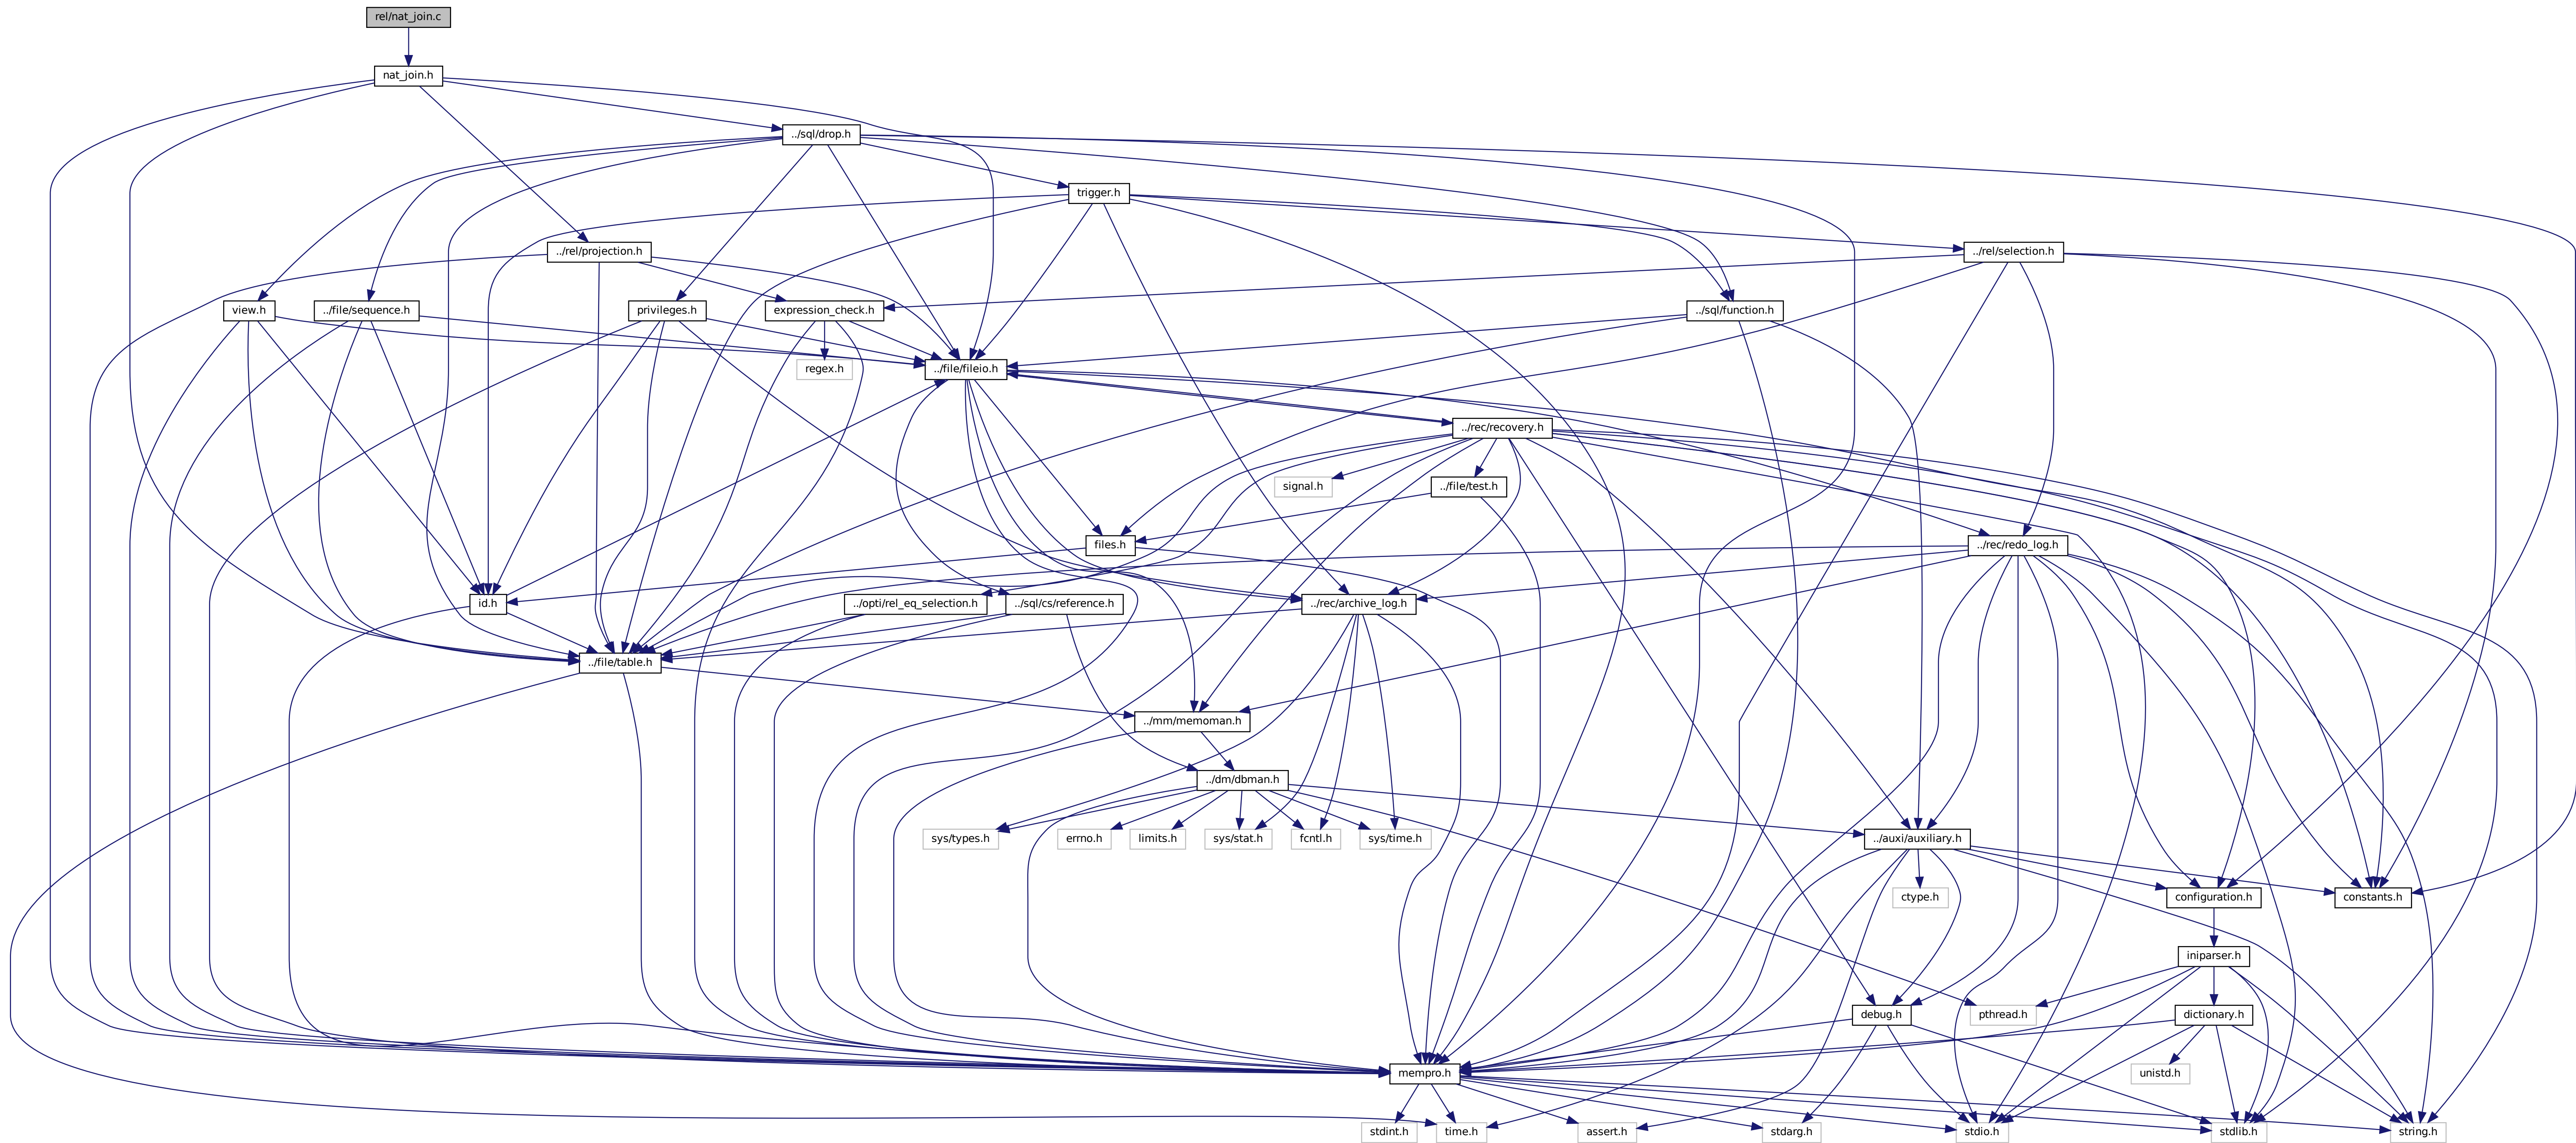 rel/nat_join.c
nat_join.h
../sql/drop.h
trigger.h
../rel/projection.h
../rel/selection.h
view.h
../file/sequence.h
privileges.h
expression_check.h
../sql/function.h
regex.h
../file/fileio.h
../rec/recovery.h
signal.h
../file/test.h
files.h
../rec/redo_log.h
id.h
../opti/rel_eq_selection.h
../sql/cs/reference.h
../rec/archive_log.h
../file/table.h
../mm/memoman.h
../dm/dbman.h
sys/types.h
errno.h
limits.h
sys/stat.h
fcntl.h
sys/time.h
../auxi/auxiliary.h
ctype.h
configuration.h
constants.h
iniparser.h
debug.h
pthread.h
dictionary.h
mempro.h
unistd.h
stdint.h
time.h
assert.h
stdarg.h
stdio.h
stdlib.h
string.h